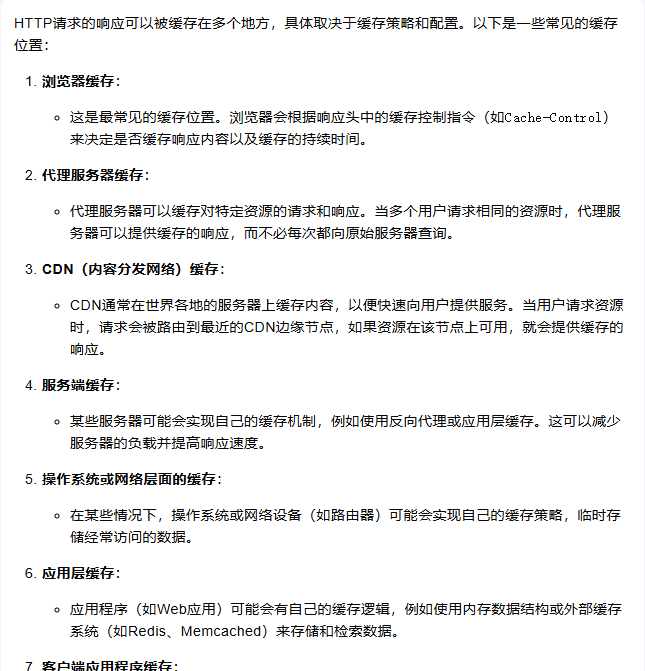 HTTP请求的响应可以被缓存在多个地方，具体取决于缓存策略和配置。以下是一些常见的缓存
位置：
1. 浏览器缓存：
◦ 这是最常见的缓存位置。浏览器会根据响应头中的缓存控制指令（如Cache-Control）
来决定是否缓存响应内容以及缓存的持续时间。
2. 代理服务器缓存：
◦ 代理服务器可以缓存对特定资源的请求和响应。当多个用户请求相同的资源时，代理服
务器可以提供缓存的响应，而不必每次都向原始服务器查询。
3. CDN（内容分发网络）缓存：
◦ CDN通常在世界各地的服务器上缓存内容，以便快速向用户提供服务。当用户请求资源
时，请求会被路由到最近的CDN边缘节点，如果资源在该节点上可用，就会提供缓存的
响应。
4. 服务端缓存：
◦ 某些服务器可能会实现自己的缓存机制，例如使用反向代理或应用层缓存。这可以减少
服务器的负载并提高响应速度。
5. 操作系统或网络层面的缓存：
◦ 在某些情况下，操作系统或网络设备（如路由器）可能会实现自己的缓存策略，临时存
储经常访问的数据。
6. 应用层缓存：
◦ 应用程序（如Web应用）可能会有自己的缓存逻辑，例如使用内存数据结构或外部缓存
系统（如Redis、Memcached）来存储和检索数据。
7. 客户端应用程序缓存：